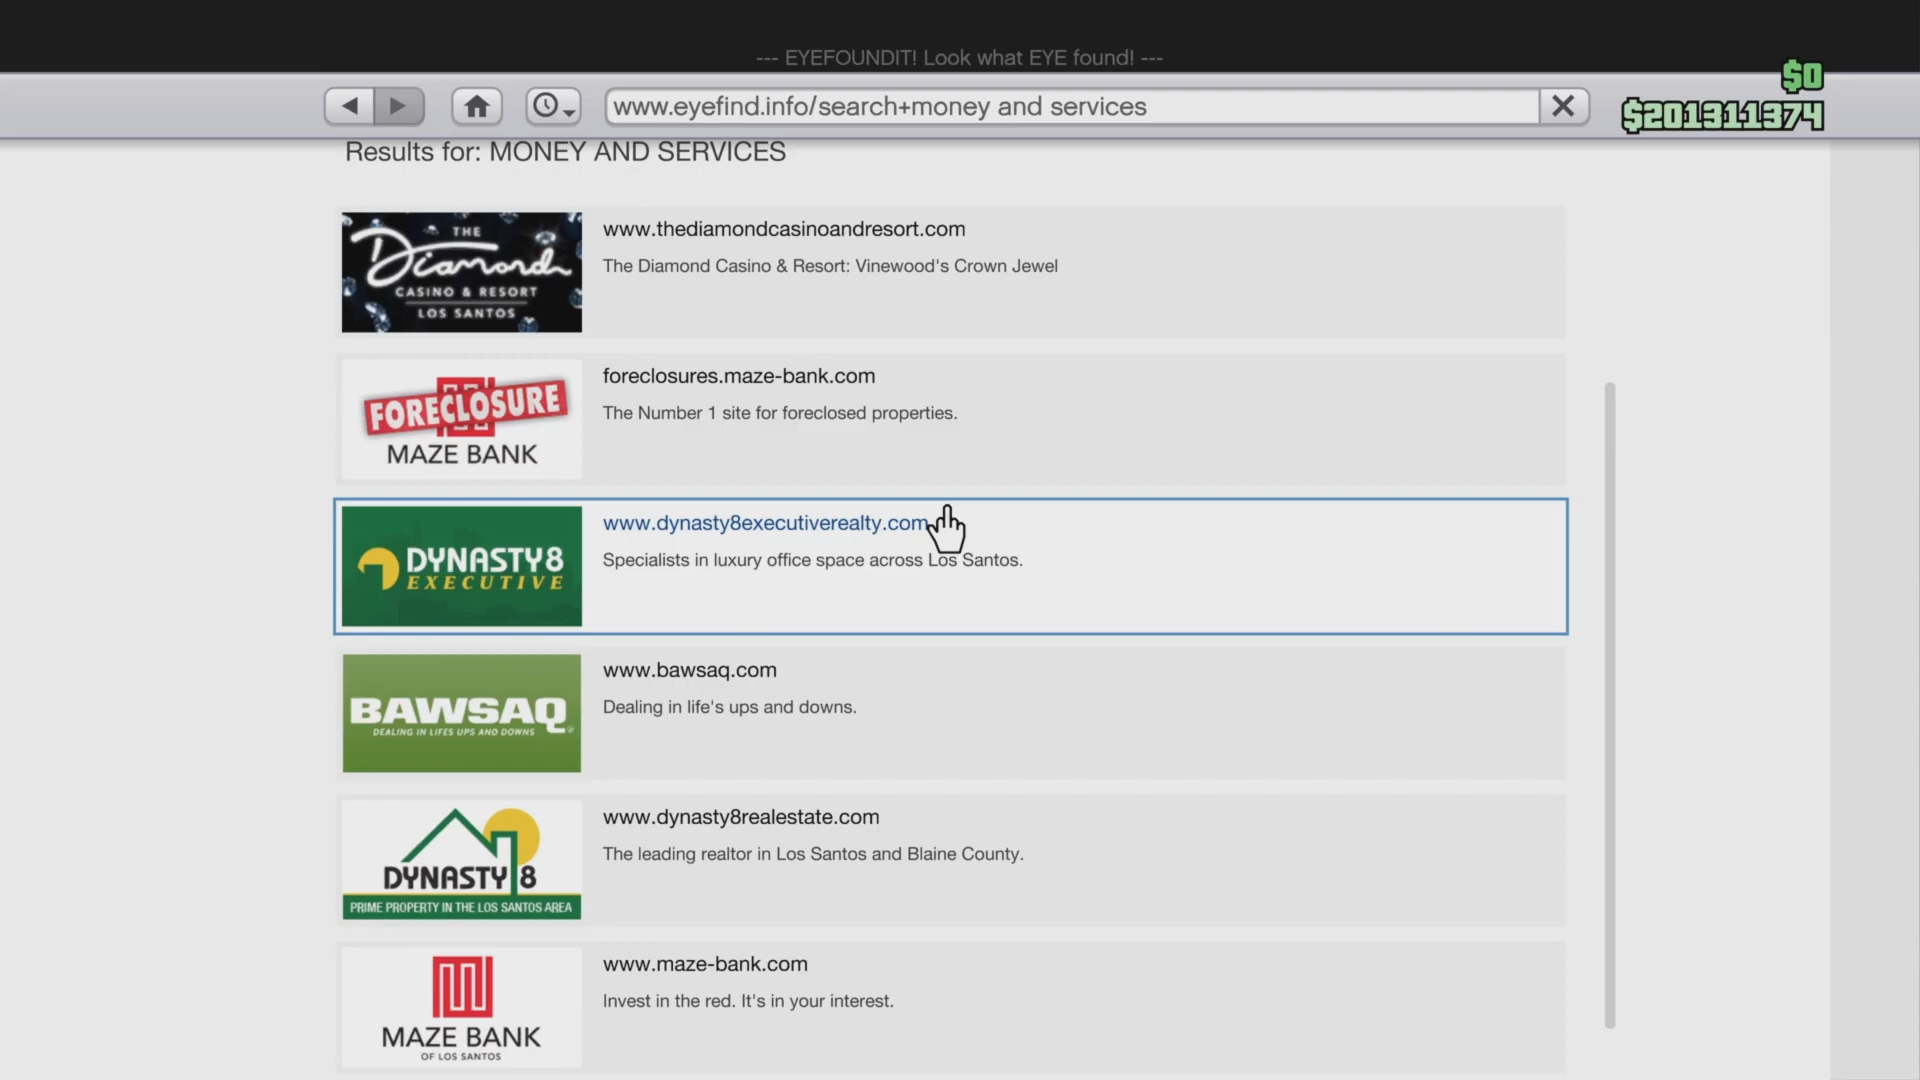 --- EYEFOUNDIT! Look what EYE found! ---
$0
www.eyefind.info/search+money and services
$201311374
Results for: MONEY AND SERVICES
THE
Diamond
CASINO & RESORT
LOS SANTOS
www.thediamondcasinoandresort.com
The Diamond Casino & Resort: Vinewood's Crown Jewel
FORECLOSURE
MAZE BANK
foreclosures.maze-bank.com
The Number 1 site for foreclosed properties.
DYNASTY8
EXECUTIVE
www.dynasty8executiverealty.com
Specialists in luxury office space across Los Santos.
BAWSAQ
DEALING IN LIFES UPS AND DOWNS
www.bawsaq.com
Dealing in life's ups and downs.
DYNASTY 8
PRIME PROPERTY IN THE LOS SANTOS AREA
www.dynasty8realestate.com
The leading realtor in Los Santos and Blaine County.
MAZE BANK
OF LOS SANTOS
www.maze-bank.com
Invest in the red. It's in your interest.